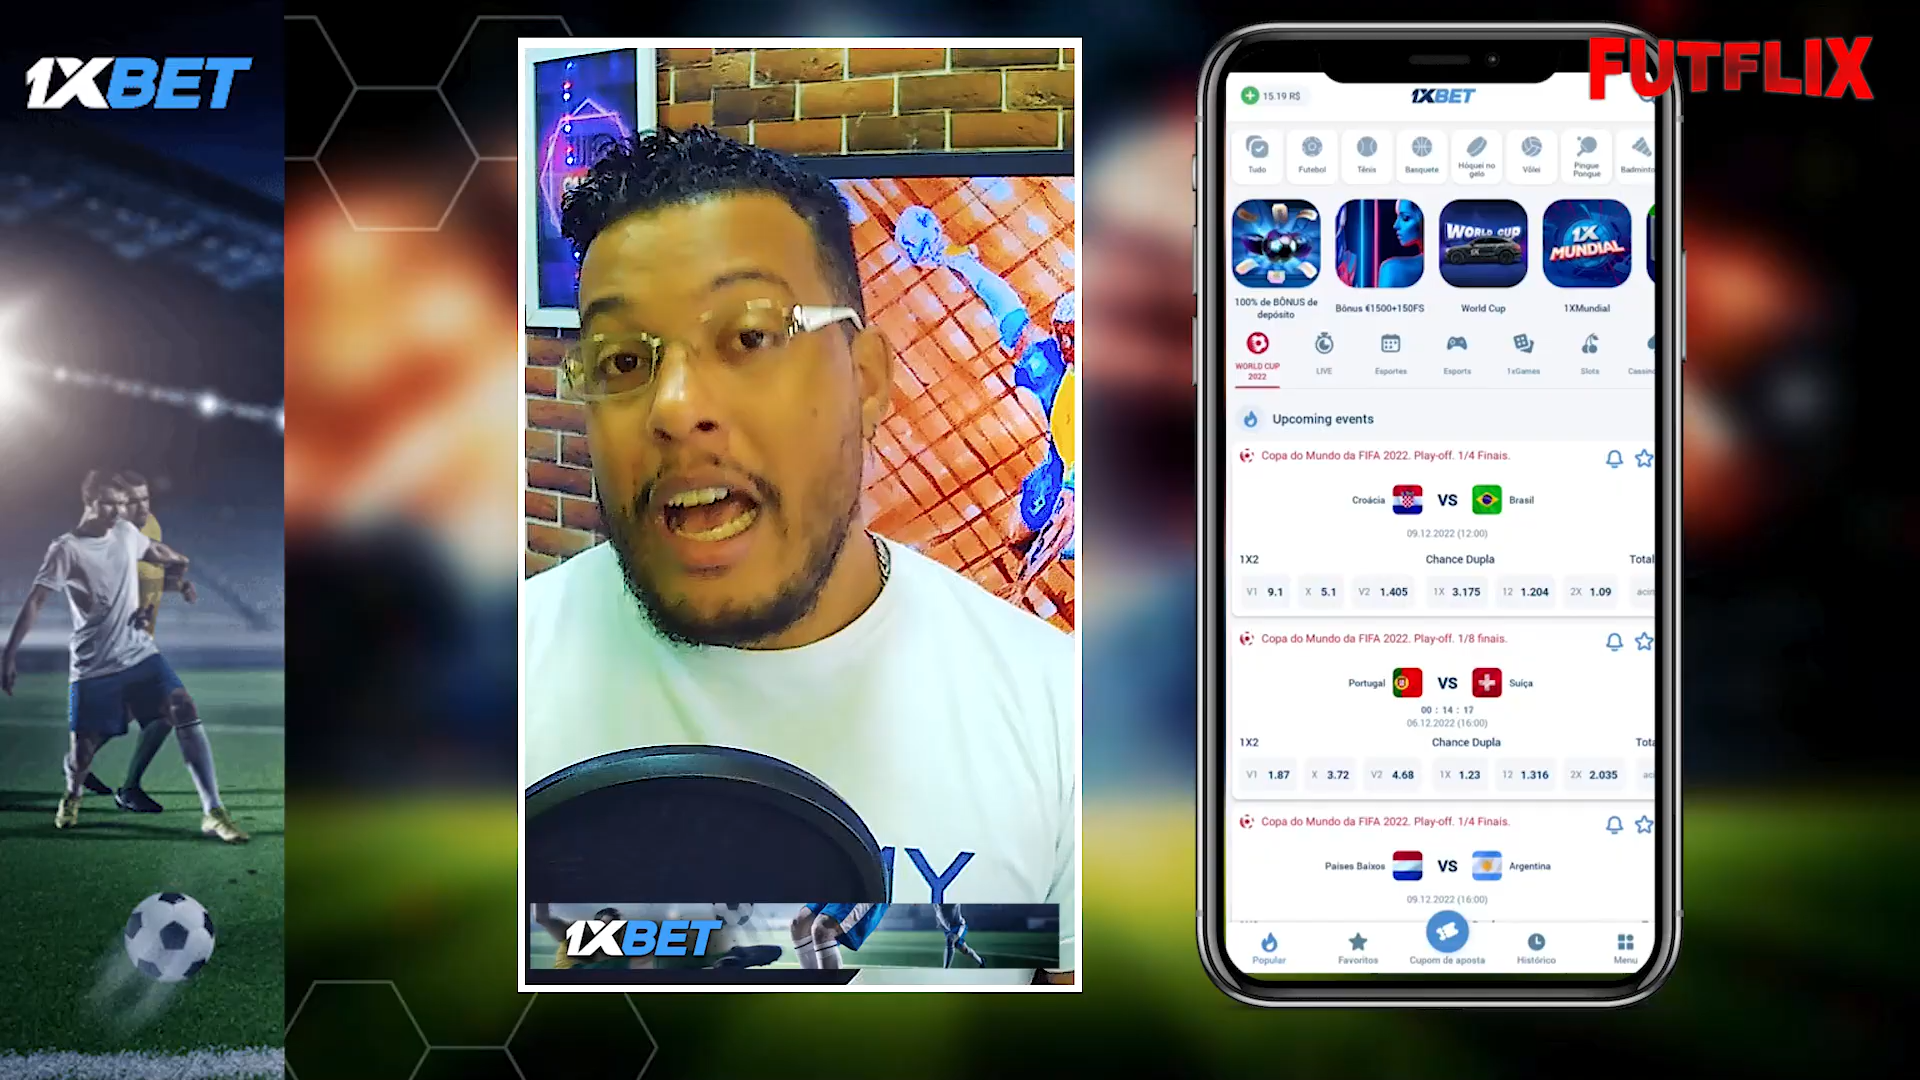 1XBET
FUTFLIX
15.19 R$
1XBET
Tudo
Futebol
Tênis
Basquete
Hóquei no gelo
Vôlei
Pingue Pongue
WORLD CUP
1X
MUNDIAL
100% de BÔNUS de
depósito
Bônus €1500+150FS
World Cup
1XMundial
WORLD CUP
2022
LIVE
Esportes
Esports
1xGames
Slots
Upcoming events
Copa do Mundo da FIFA 2022. Play-off. 1/4 Finais.
Croácia VS Brasil
09.12.2022 (12:00)
1X2 Chance Dupla Total
V1 9.1 X 5.1 V2 1.405 1X 3.175 12 1.204 2X 1.09
Copa do Mundo da FIFA 2022. Play-off. 1/8 finais.
Portugal VS Suíça
00 : 14 : 17
06.12.2022 (16:00)
1X2 Chance Dupla
V1 1.87 X 3.72 V2 4.68 1X 1.23 12 1.316 2X 2.035
Copa do Mundo da FIFA 2022. Play-off. 1/4 Finais.
Países Baixos VS Argentina
09.12.2022 (16:00)
Popular
Favoritos
Cupom de aposta
Histórico
Menu
1XBET